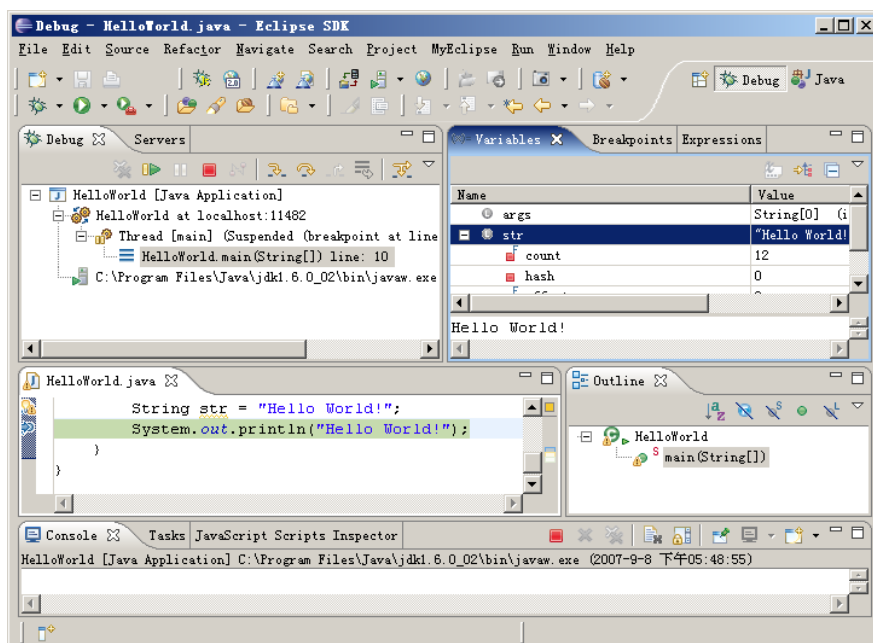 Debug - HelloWorld.java - Eclipse SDK
File Edit Source Refactor Navigate Search Project MyEclipse Run Window Help
Debug Java
Debug Servers
HelloWorld [Java Application]
HelloWorld at localhost:11482
Thread [main] (Suspended (breakpoint at line
HelloWorld.main(String[]) line: 10
C:\Program Files\Java\jdk1.6.0_02\bin\javaw.exe
Variables Breakpoints Expressions
Name Value
args String[0] (i
str "Hello World!
count 12
hash 0
Hello World!
HelloWorld.java
String str = "Hello World!";
System.out.println("Hello World!");
}
}
Outline
HelloWorld
main(String[])
Console Tasks JavaScript Scripts Inspector
HelloWorld [Java Application] C:\Program Files\Java\jdk1.6.0_02\bin\javaw.exe (2007-9-8 下午05:48:55)